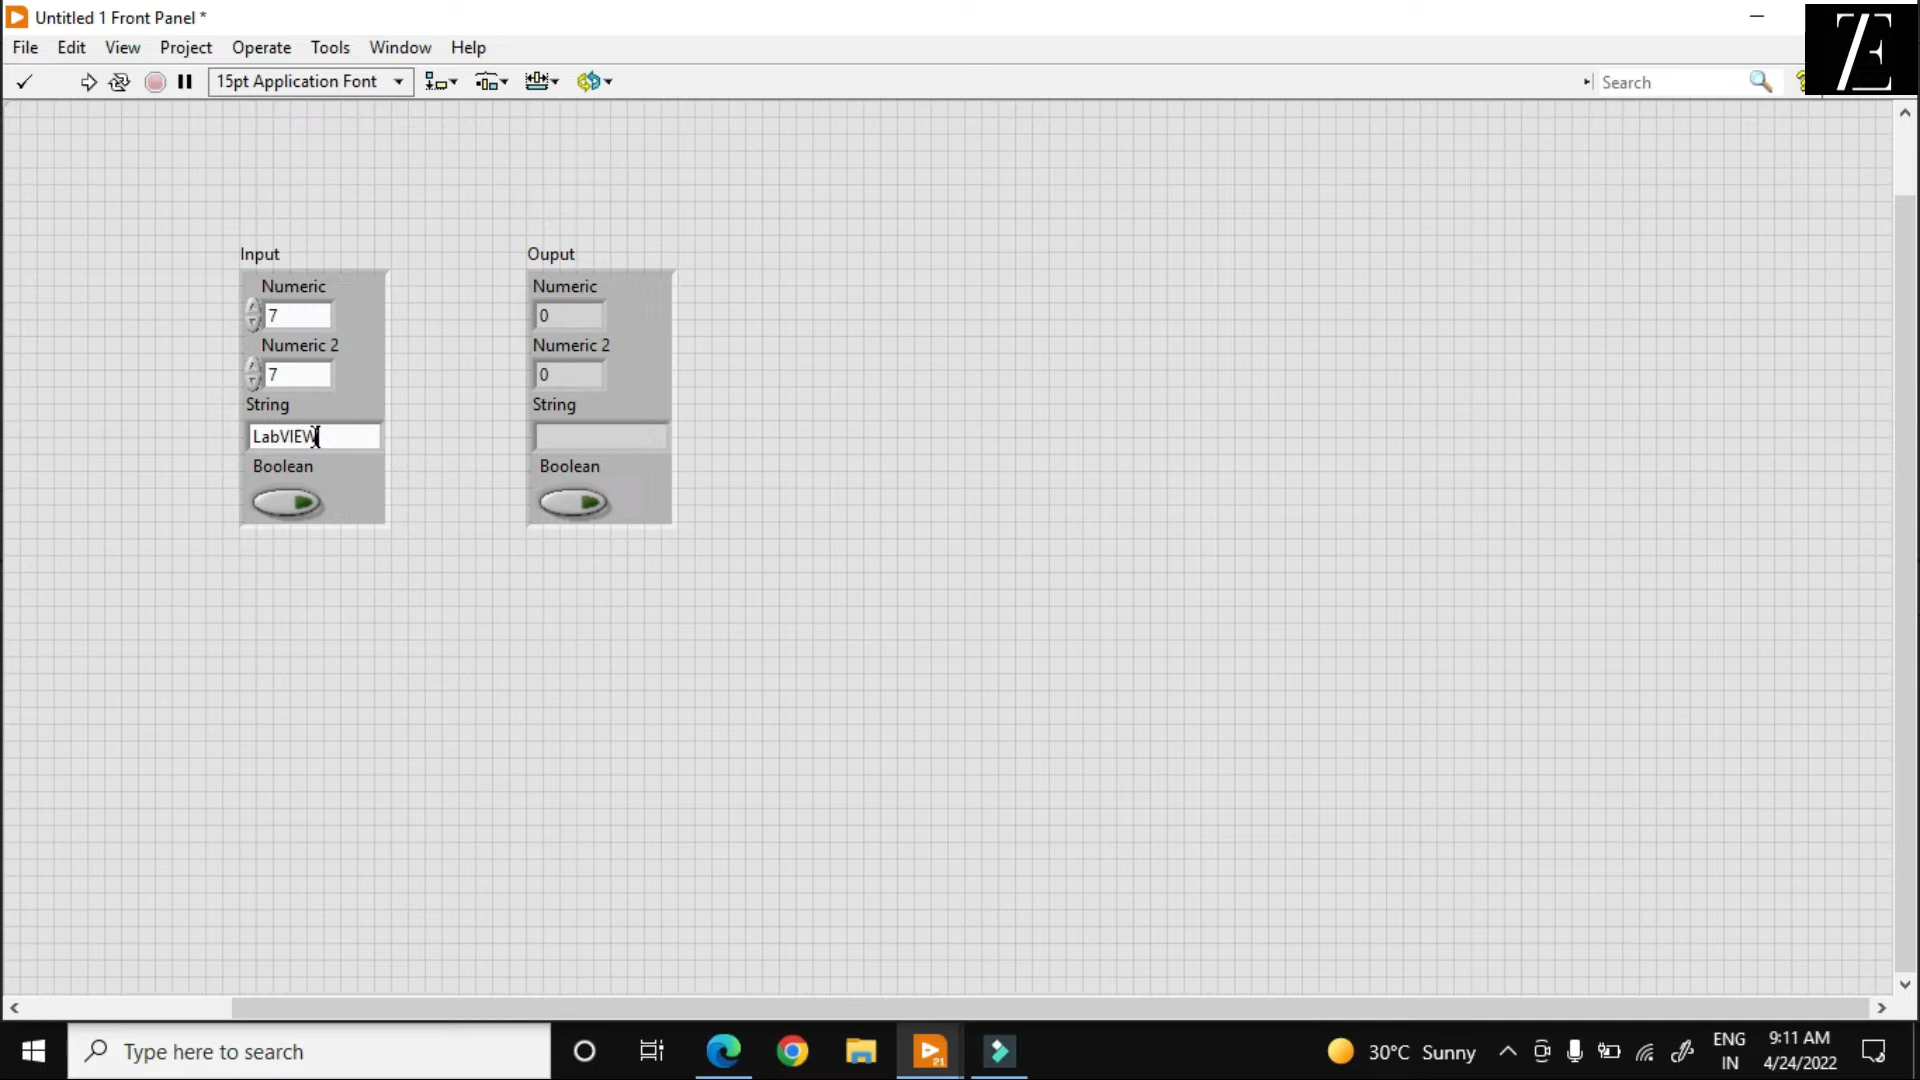 Untitled 1 Front Panel *
File Edit View Project Operate Tools Window Help
15pt Application Font
Search
Input
Numeric
7
Numeric 2
7
String
LabVIEW
Boolean
Ouput
Numeric
0
Numeric 2
0
String
Boolean
Type here to search
21
30°C Sunny
ENG
IN
9:11 AM
4/24/2022